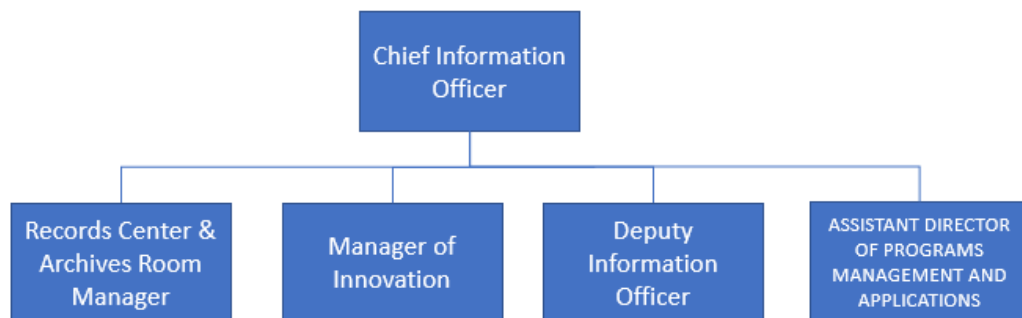 Chief Information
Officer
Records Center &
Archives Room
Manager
Manager of
Innovation
Deputy
Information
Officer
ASSISTANT DIRECTOR
OF PROGRAMS
MANAGEMENT AND
APPLICATIONS